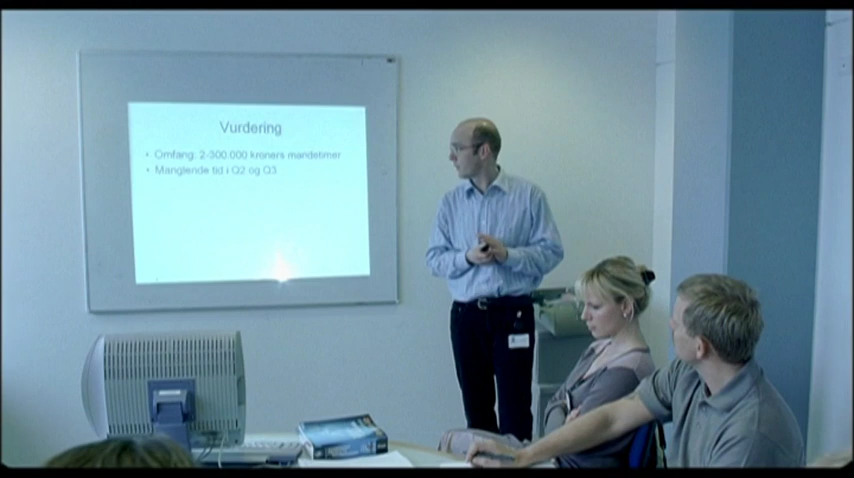 Vurdering
• Omfang: 2-300.000 kroners mandetimer
• Manglende tid i Q2 og Q3